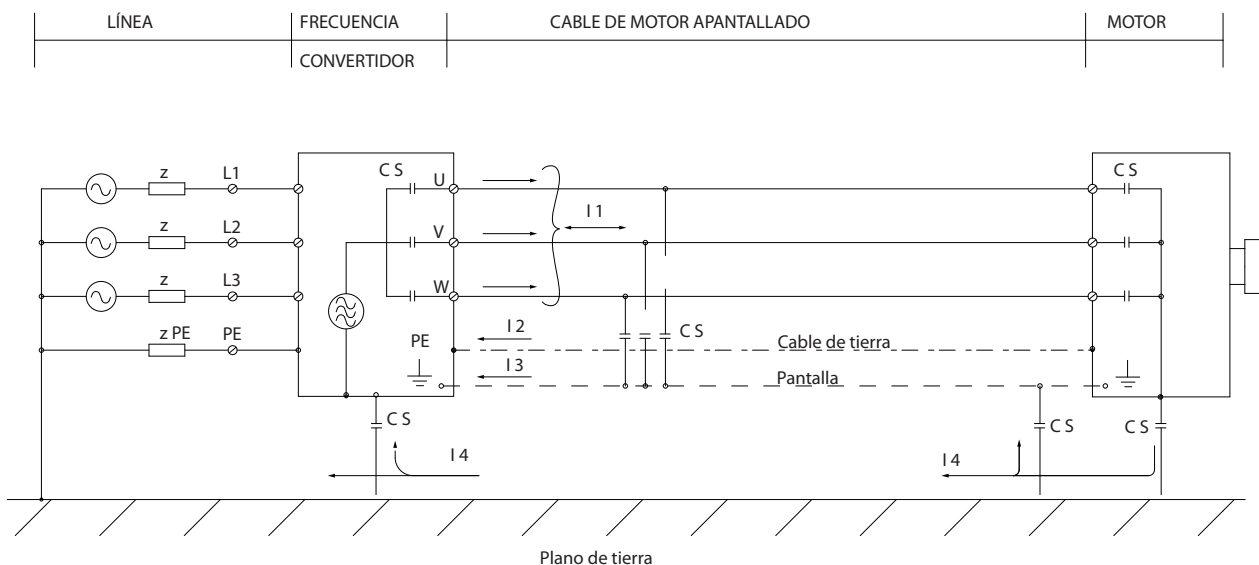 LÍNEA
FRECUENCIA
CONVERTIDOR
CABLE DE MOTOR APANTALLADO
MOTOR
z
L1
C S
U
I 1
C S
z
L2
V
z
L3
W
C S
z PE
PE
PE
I 2
Cable de tierra
I 3
Pantalla
C S
C S
C S
I 4
I 4
Plano de tierra